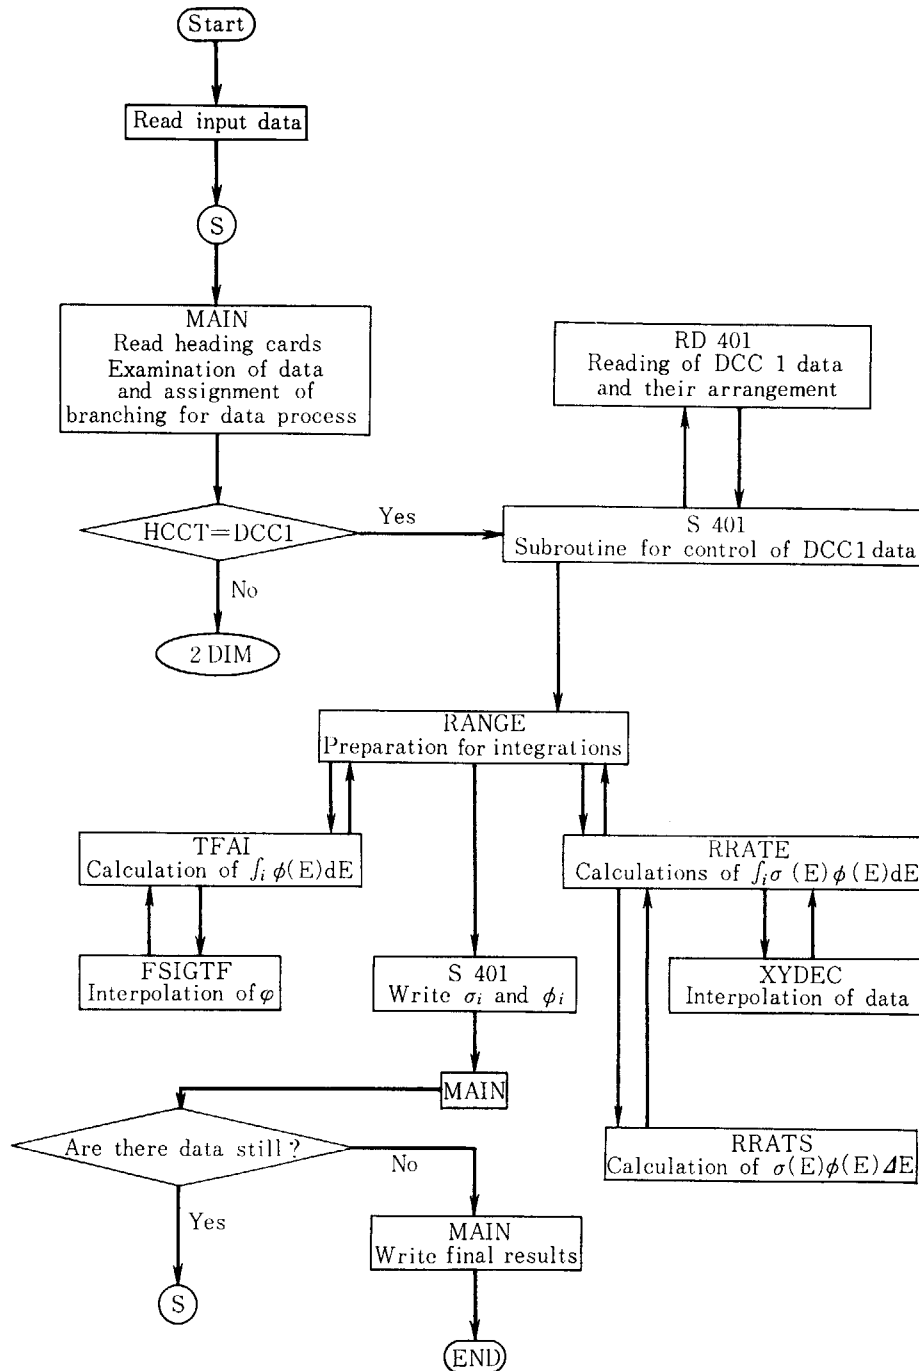 Start
Read input data
S
MAIN
Read heading cards
Examination of data
and assignment of
branching for data process
RD 401
Reading of DCC 1 data
and their arrangement
HCCT=DCC1
Yes
No
S 401
Subroutine for control of DCC1 data
2 DIM
RANGE
Preparation for integrations
TFAI
Calculation of ∫i ϕ(E)dE
RRATE
Calculations of ∫iσ (E)ϕ(E)dE
FSIGTF
Interpolation of φ
S 401
Write σi and ϕi
XYDEC
Interpolation of data
MAIN
Are there data still?
No
Yes
RRATS
Calculation of σ(E)ϕ(E)ΔE
MAIN
Write final results
S
END